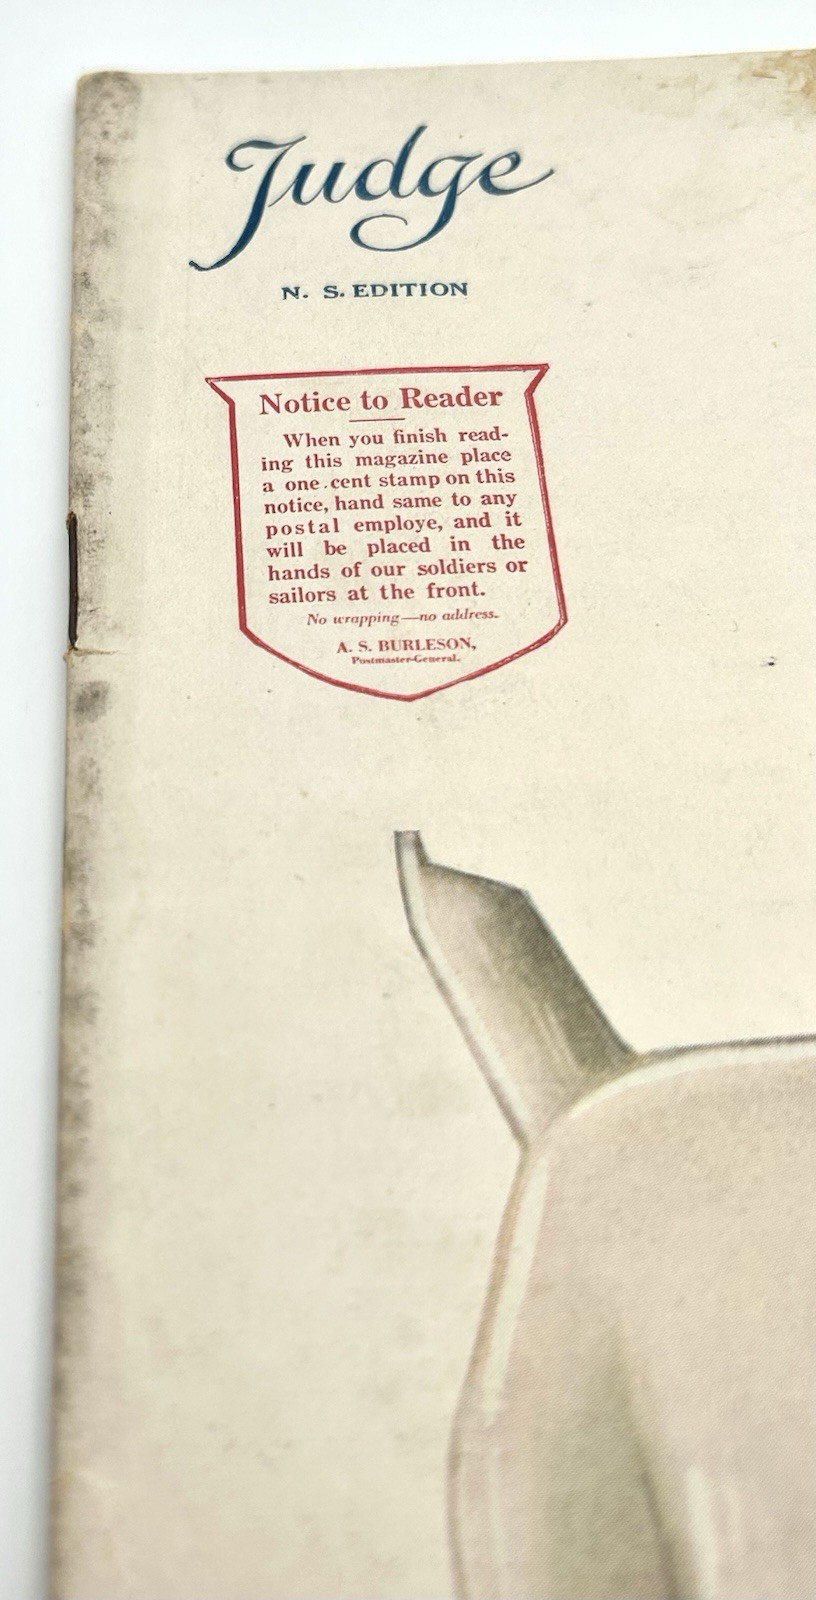 Judge
N. S. EDITION
Notice to Reader
When you finish read-
ing this magazine place
a one cent stamp on this
notice, hand same to any
postal employe, and it
will be placed in the
hands of our soldiers or
sailors at the front.
No wrapping—no address.
A. S. BURLESON,
Postmaster-General.